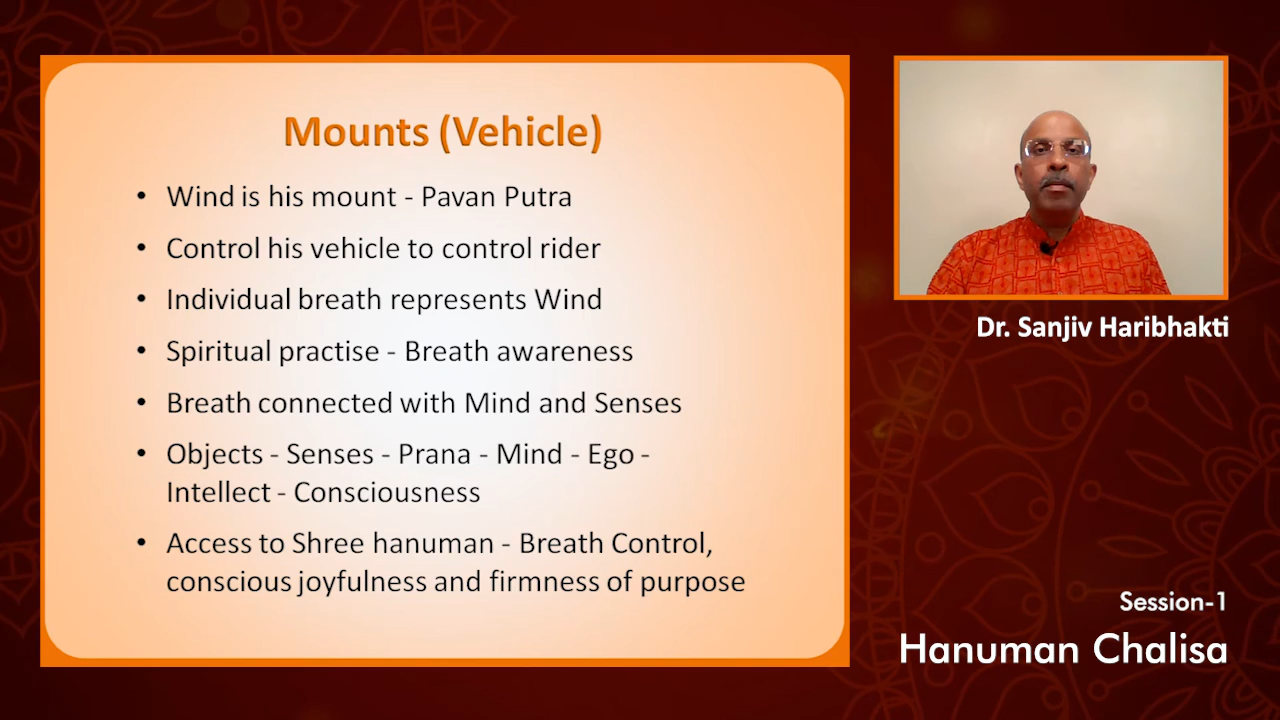 Mounts (Vehicle)
• Wind is his mount - Pavan Putra
• Control his vehicle to control rider
• Individual breath represents Wind
• Spiritual practise - Breath awareness
• Breath connected with Mind and Senses
• Objects - Senses - Prana - Mind - Ego -
Intellect - Consciousness
• Access to Shree hanuman - Breath Control,
conscious joyfulness and firmness of purpose
Dr. Sanjiv Haribhakti
Session-1
Hanuman Chalisa